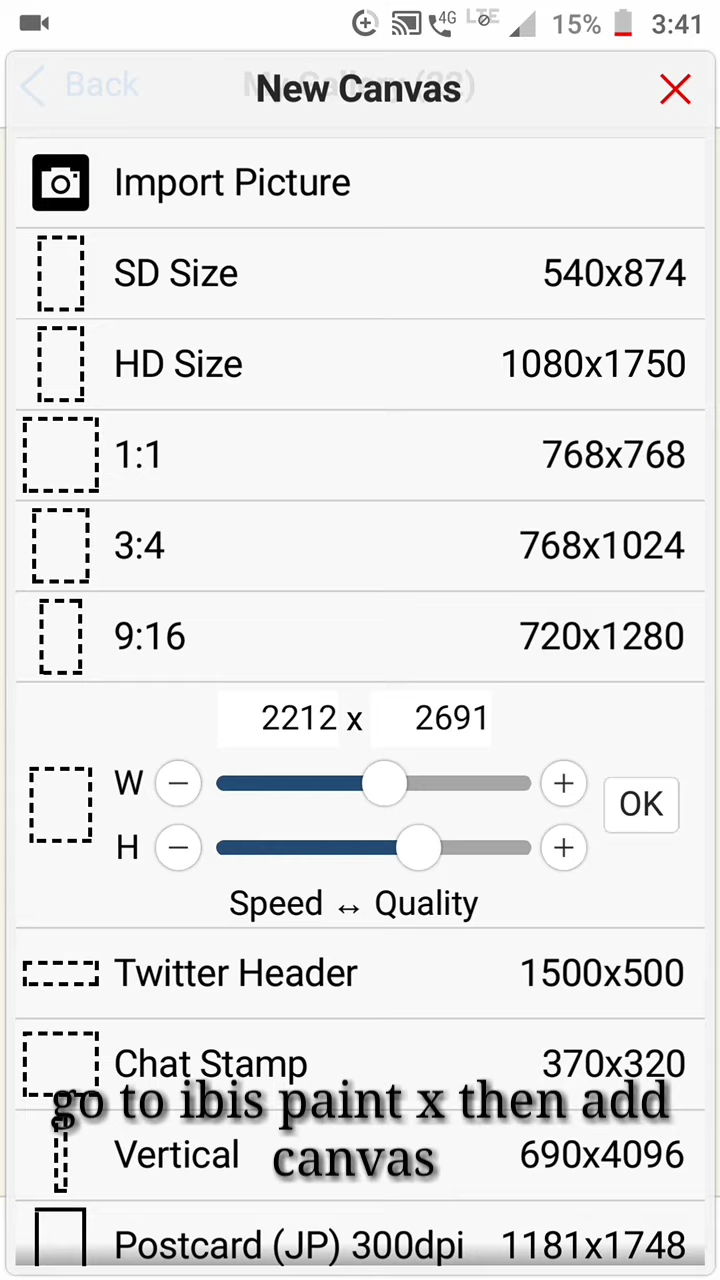 4G LTE 15% 3:41
Back
New Canvas
Import Picture
SD Size 540x874
HD Size 1080x1750
1:1 768x768
3:4 768x1024
9:16 720x1280
2212 x 2691
W
OK
H
Speed ↔ Quality
Twitter Header 1500x500
Chat Stamp 370x320
go to ibis paint x then add
Vertical 690x4096
canvas
Postcard (JP) 300dpi 1181x1748